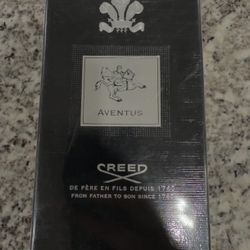 AVENTUS
CREED
DE PÈRE EN FILS DEPUIS 1760
FROM FATHER TO SON SINCE 1760